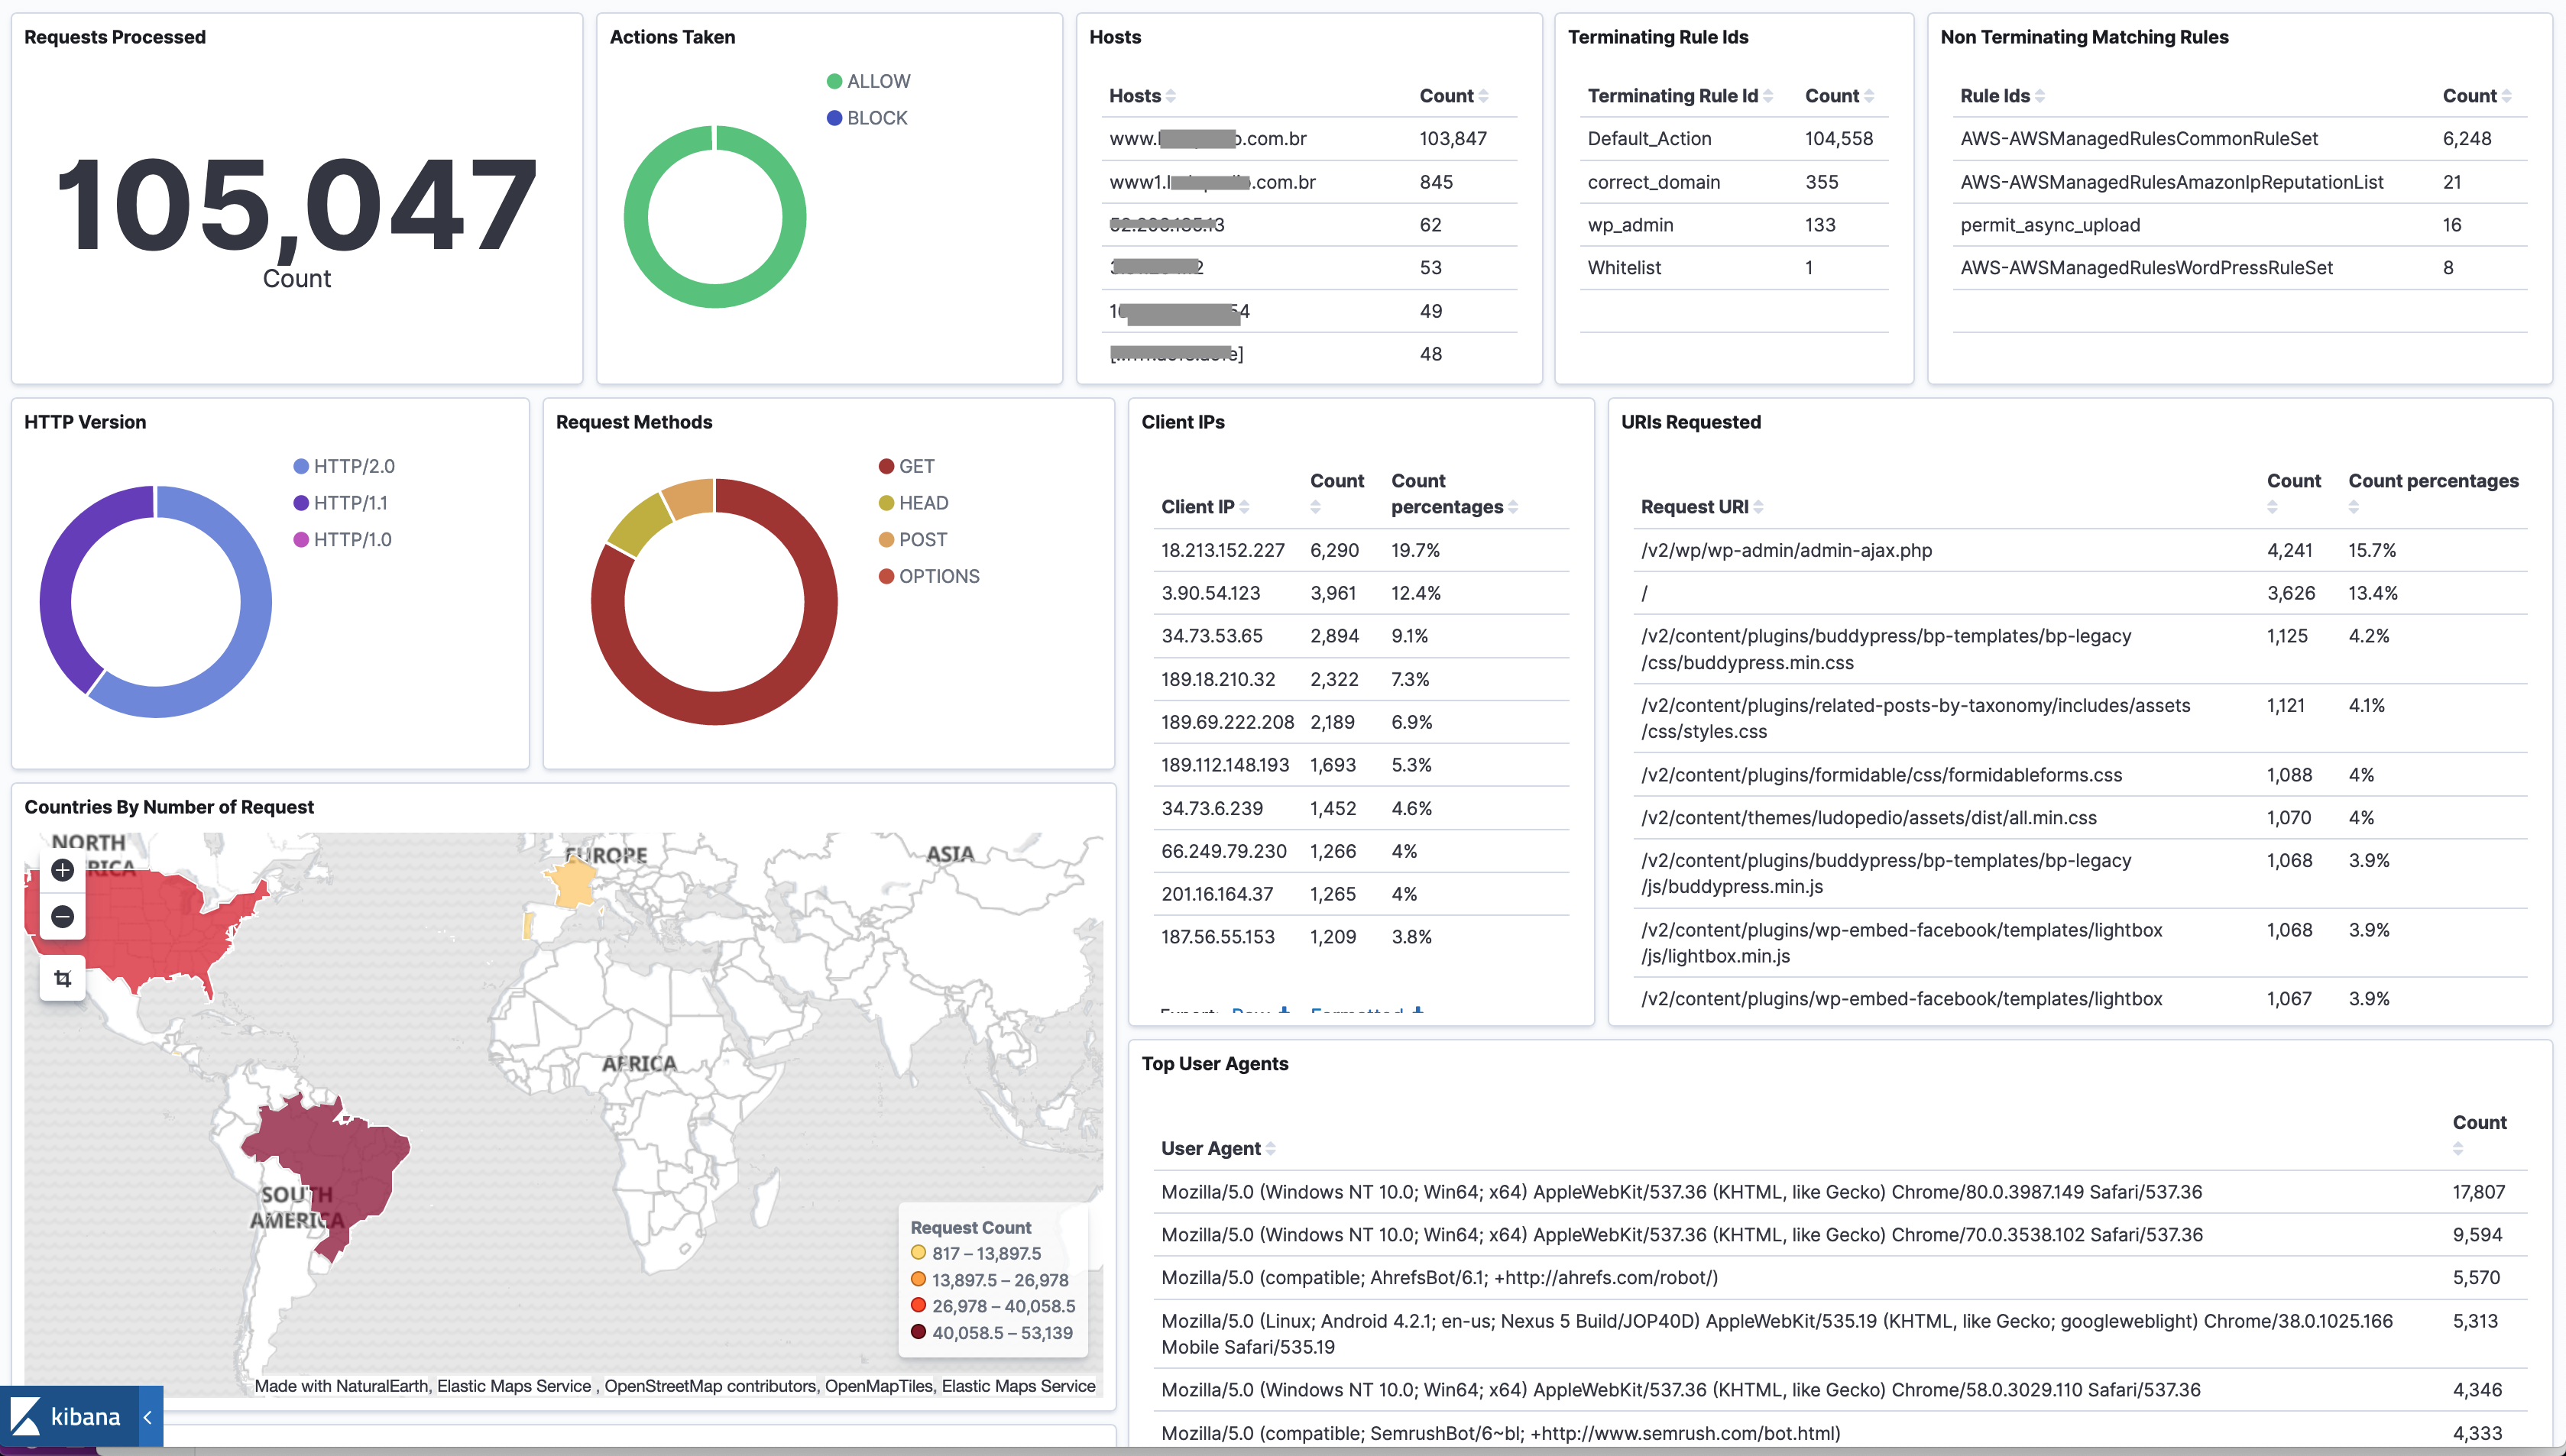 Requests Processed
105,047
Count
Actions Taken
ALLOW
BLOCK
Hosts
Hosts Count
.com.br 103,847
.com.br 845
62
53
49
48
Terminating Rule Ids
Terminating Rule Id Count
Default_Action 104,558
correct_domain 355
wp_admin 133
Whitelist 1
Non Terminating Matching Rules
Rule Ids Count
AWS-AWSManagedRulesCommonRuleSet 6,248
AWS-AWSManagedRulesAmazonIpReputationList 21
permit_async_upload 16
AWS-AWSManagedRulesWordPressRuleSet 8
HTTP Version
HTTP/2.0
HTTP/1.1
HTTP/1.0
Request Methods
GET
HEAD
POST
OPTIONS
Client IPs
Client IP Count Count percentages
18.213.152.227 6,290 19.7%
3.90.54.123 3,961 12.4%
34.73.53.65 2,894 9.1%
189.18.210.32 2,322 7.3%
189.69.222.208 2,189 6.9%
189.112.148.193 1,693 5.3%
34.73.6.239 1,452 4.6%
66.249.79.230 1,266 4%
201.16.164.37 1,265 4%
187.56.55.153 1,209 3.8%
URIs Requested
Request URI Count Count percentages
/v2/wp/wp-admin/admin-ajax.php 4,241 15.7%
/ 3,626 13.4%
/v2/content/plugins/buddypress/bp-templates/bp-legacy 1,125 4.2%
/css/buddypress.min.css
/v2/content/plugins/related-posts-by-taxonomy/includes/assets 1,121 4.1%
/css/styles.css
/v2/content/plugins/formidable/css/formidableforms.css 1,088 4%
/v2/content/themes/ludopedio/assets/dist/all.min.css 1,070 4%
/v2/content/plugins/buddypress/bp-templates/bp-legacy 1,068 3.9%
/js/buddypress.min.js
/v2/content/plugins/wp-embed-facebook/templates/lightbox 1,068 3.9%
/js/lightbox.min.js
/v2/content/plugins/wp-embed-facebook/templates/lightbox 1,067 3.9%
Countries By Number of Request
NORTH
EUROPE
ASIA
AFRICA
SOUTH
AMERICA
Request Count
817 – 13,897.5
13,897.5 – 26,978
26,978 – 40,058.5
40,058.5 – 53,139
Made with NaturalEarth, Elastic Maps Service , OpenStreetMap contributors, OpenMapTiles, Elastic Maps Service
Top User Agents
User Agent Count
Mozilla/5.0 (Windows NT 10.0; Win64; x64) AppleWebKit/537.36 (KHTML, like Gecko) Chrome/80.0.3987.149 Safari/537.36 17,807
Mozilla/5.0 (Windows NT 10.0; Win64; x64) AppleWebKit/537.36 (KHTML, like Gecko) Chrome/70.0.3538.102 Safari/537.36 9,594
Mozilla/5.0 (compatible; AhrefsBot/6.1; +http://ahrefs.com/robot/) 5,570
Mozilla/5.0 (Linux; Android 4.2.1; en-us; Nexus 5 Build/JOP40D) AppleWebKit/535.19 (KHTML, like Gecko; googleweblight) Chrome/38.0.1025.166 5,313
Mobile Safari/535.19
Mozilla/5.0 (Windows NT 10.0; Win64; x64) AppleWebKit/537.36 (KHTML, like Gecko) Chrome/58.0.3029.110 Safari/537.36 4,346
Mozilla/5.0 (compatible; SemrushBot/6~bl; +http://www.semrush.com/bot.html) 4,333
kibana